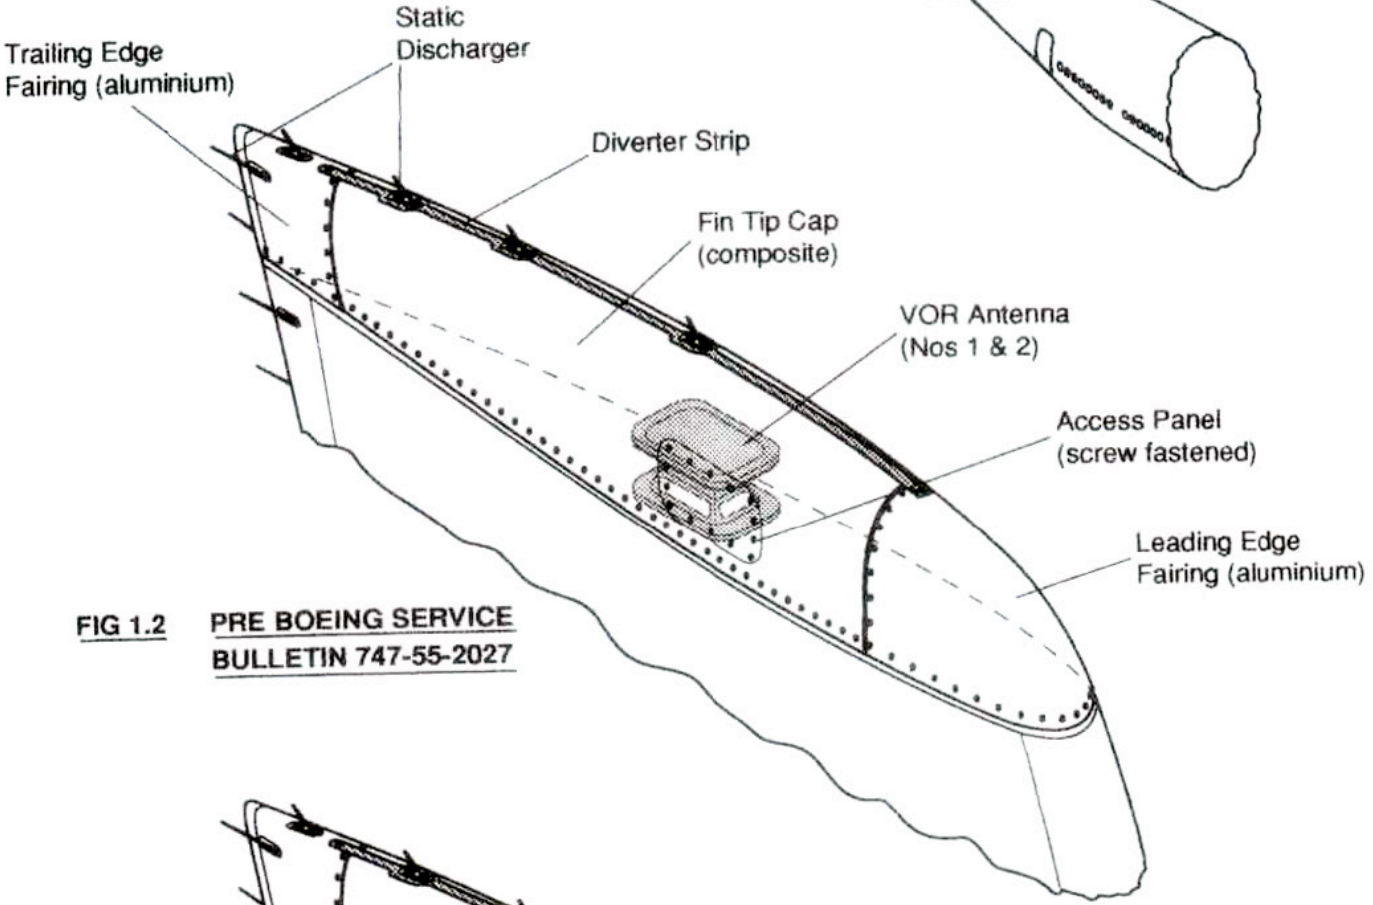 Static
Discharger
Trailing Edge
Fairing (aluminium)
Diverter Strip
Fin Tip Cap
(composite)
VOR Antenna
(Nos 1 & 2)
Access Panel
(screw fastened)
Leading Edge
Fairing (aluminium)
FIG 1.2 PRE BOEING SERVICE
BULLETIN 747-55-2027